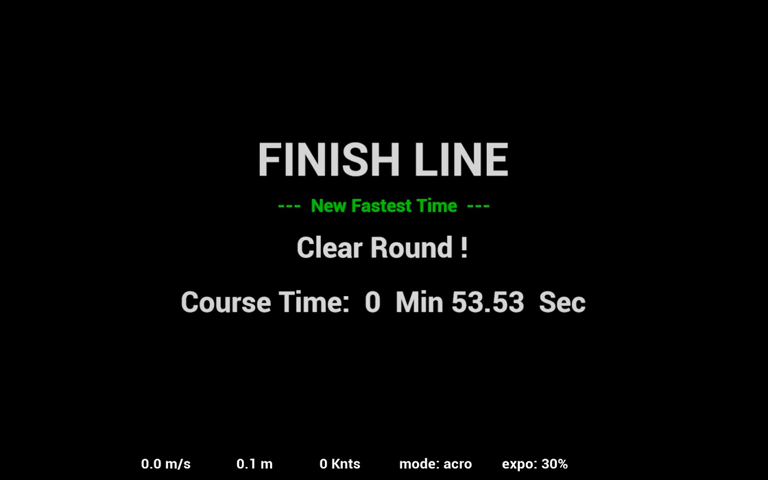 FINISH LINE
--- New Fastest Time ---
Clear Round !
Course Time: 0 Min 53.53 Sec
0.0 m/s 0.1 m 0 Knts mode: acro expo: 30%